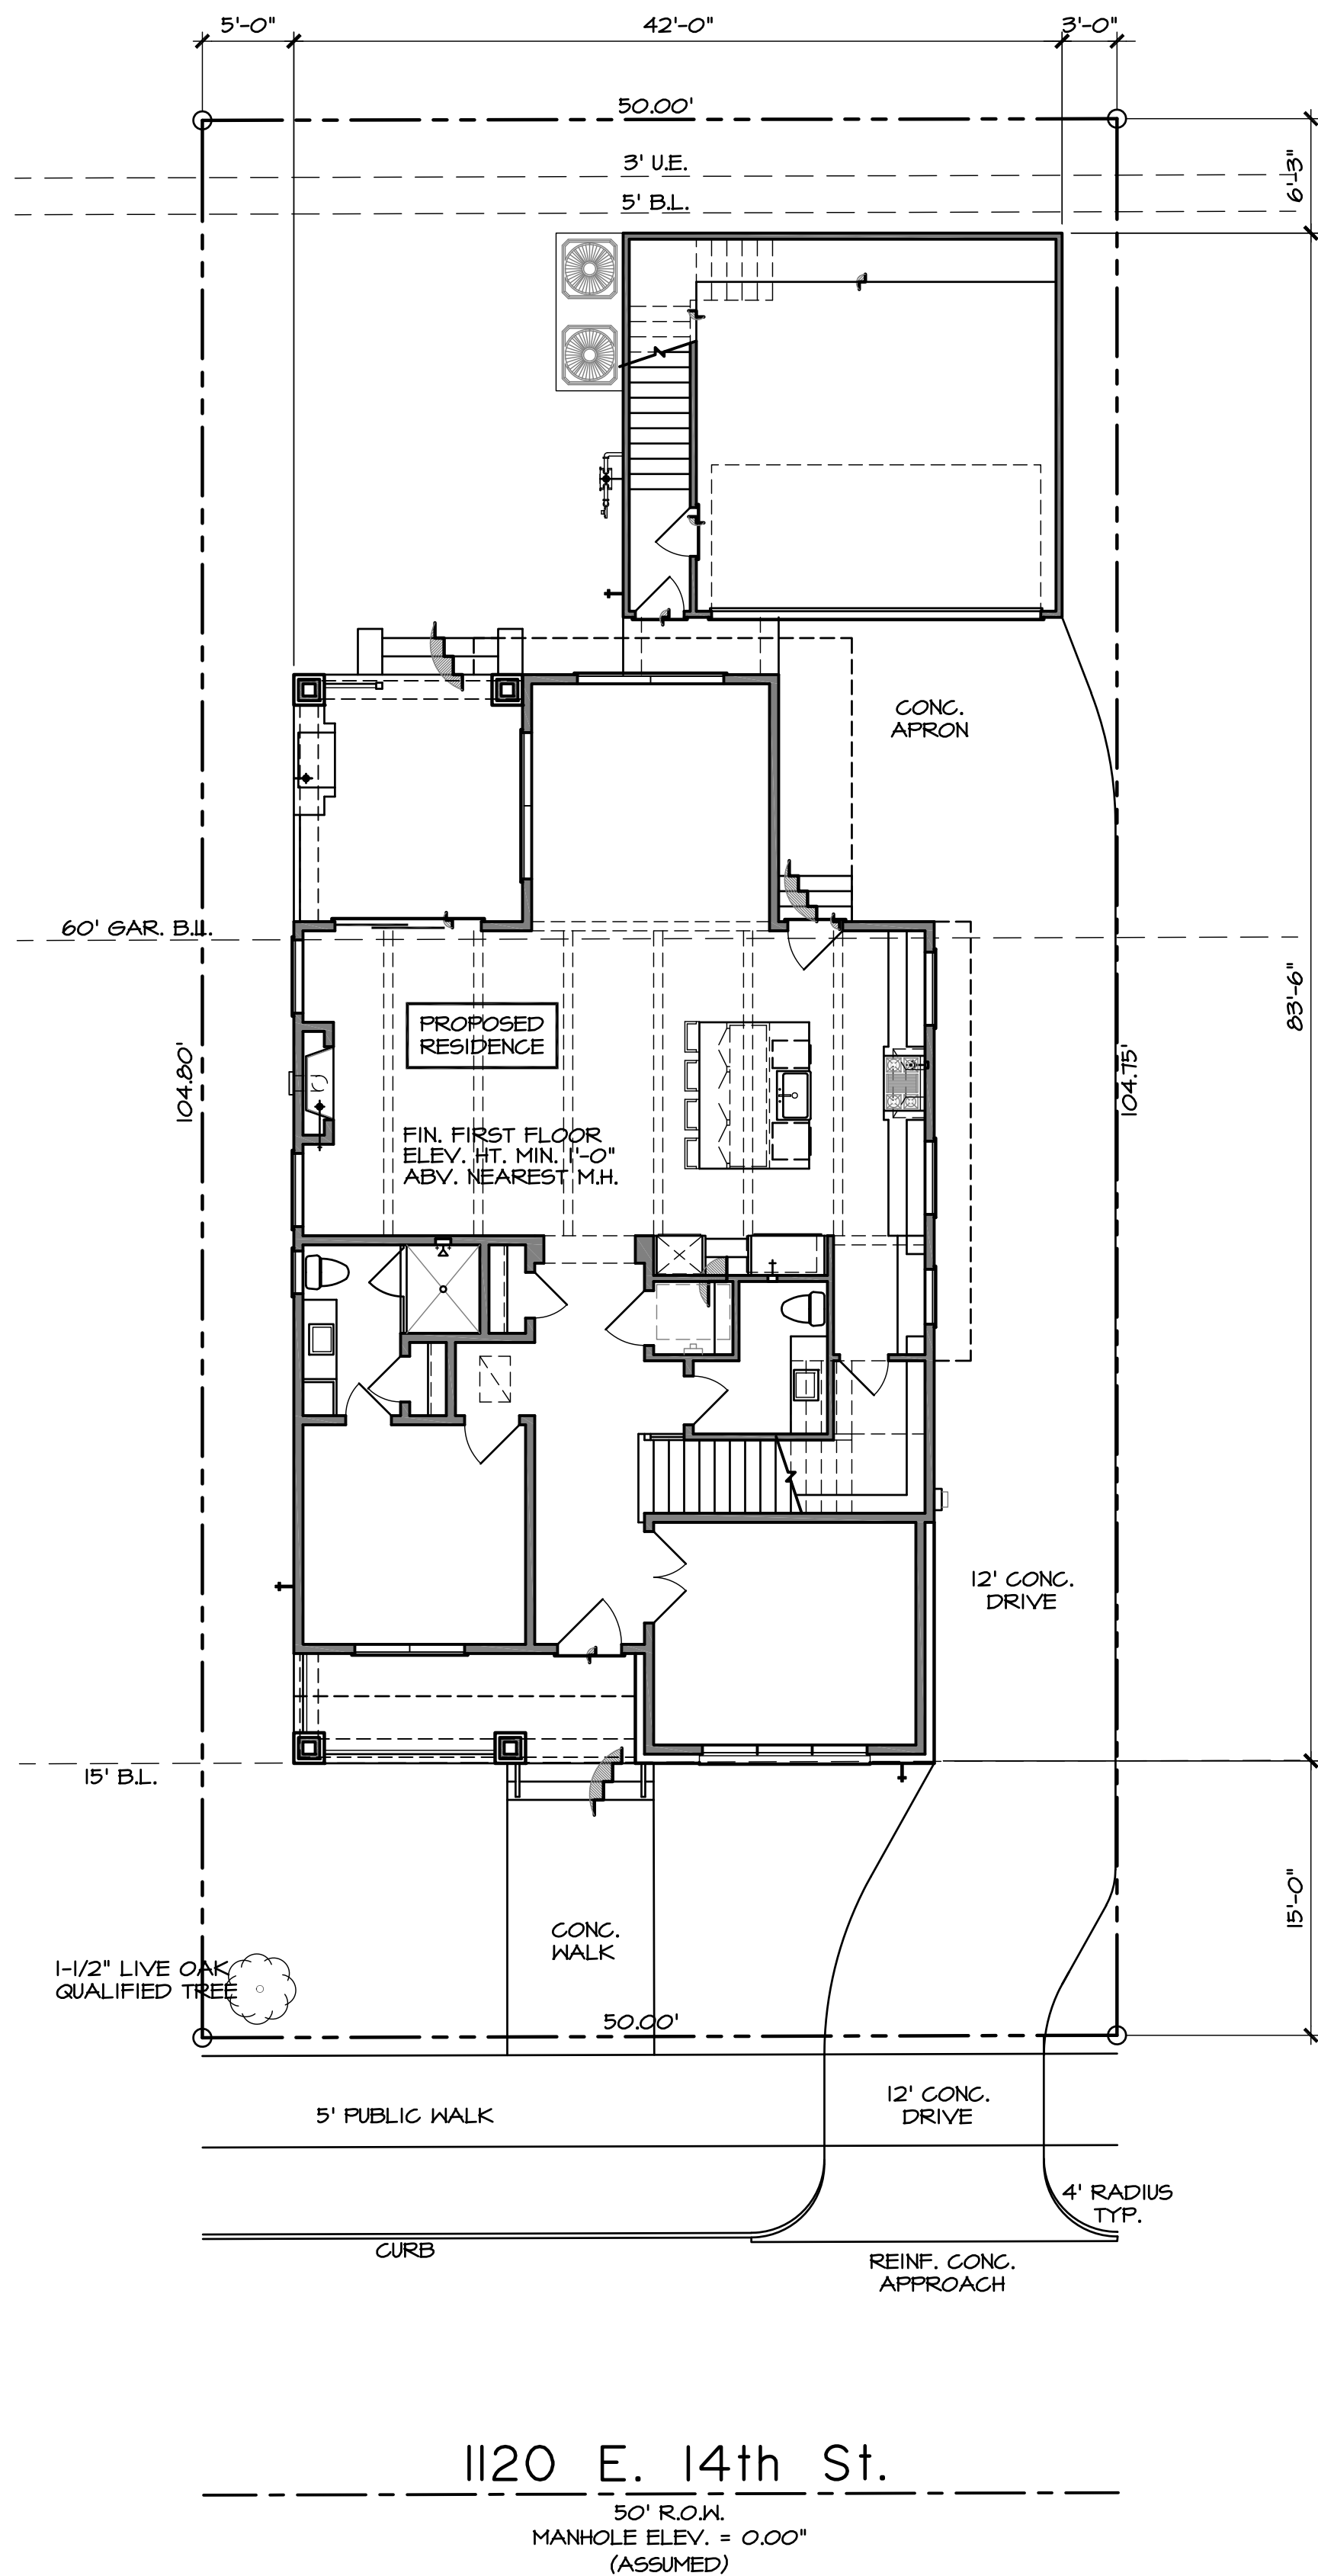 5'-0"
42'-0"
3'-0"
50.00'
3' U.E.
5' B.L.
6'-3"
CONC.
APRON
60' GAR. B.L.
83'-6"
PROPOSED
RESIDENCE
104.80'
104.75'
FIN. FIRST FLOOR
ELEV. HT. MIN. 1'-0"
ABV. NEAREST M.H.
12' CONC.
DRIVE
15' B.L.
15'-0"
CONC.
WALK
1-1/2" LIVE OAK
QUALIFIED TREE
50.00'
5' PUBLIC WALK
12' CONC.
DRIVE
4' RADIUS
TYP.
CURB
REINF. CONC.
APPROACH
1120 E. 14th St.
50' R.O.W.
MANHOLE ELEV. = 0.00"
(ASSUMED)